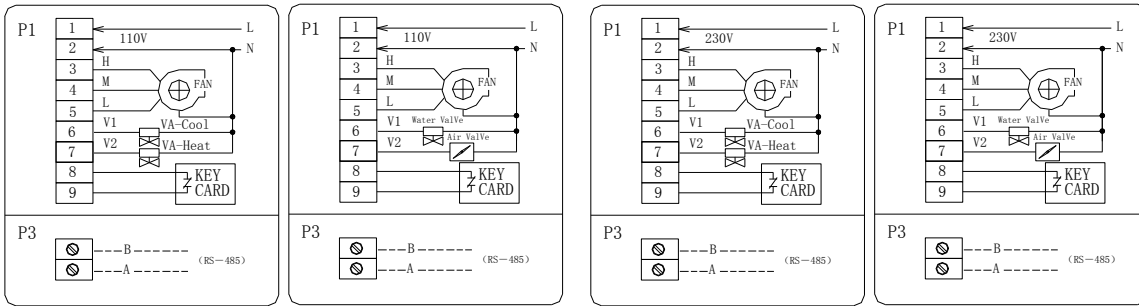 P1
1
L
110V
2
N
3
H
4
M
FAN
5
L
6
V1
VA-Cool
7
V2
VA-Heat
8
KEY
9
CARD
P3
B
A
(RS-485)
P1
1
L
110V
2
N
3
H
4
M
FAN
5
L
6
V1
Water ValVe
Air ValVe
7
V2
8
KEY
9
CARD
P3
B
A
(RS-485)
P1
1
L
230V
2
N
3
H
4
M
FAN
5
L
6
V1
VA-Cool
7
V2
VA-Heat
8
KEY
9
CARD
P3
B
A
(RS-485)
P1
1
L
230V
2
N
3
H
4
M
FAN
5
L
6
V1
Water ValVe
Air ValVe
7
V2
8
KEY
9
CARD
P3
B
A
(RS-485)